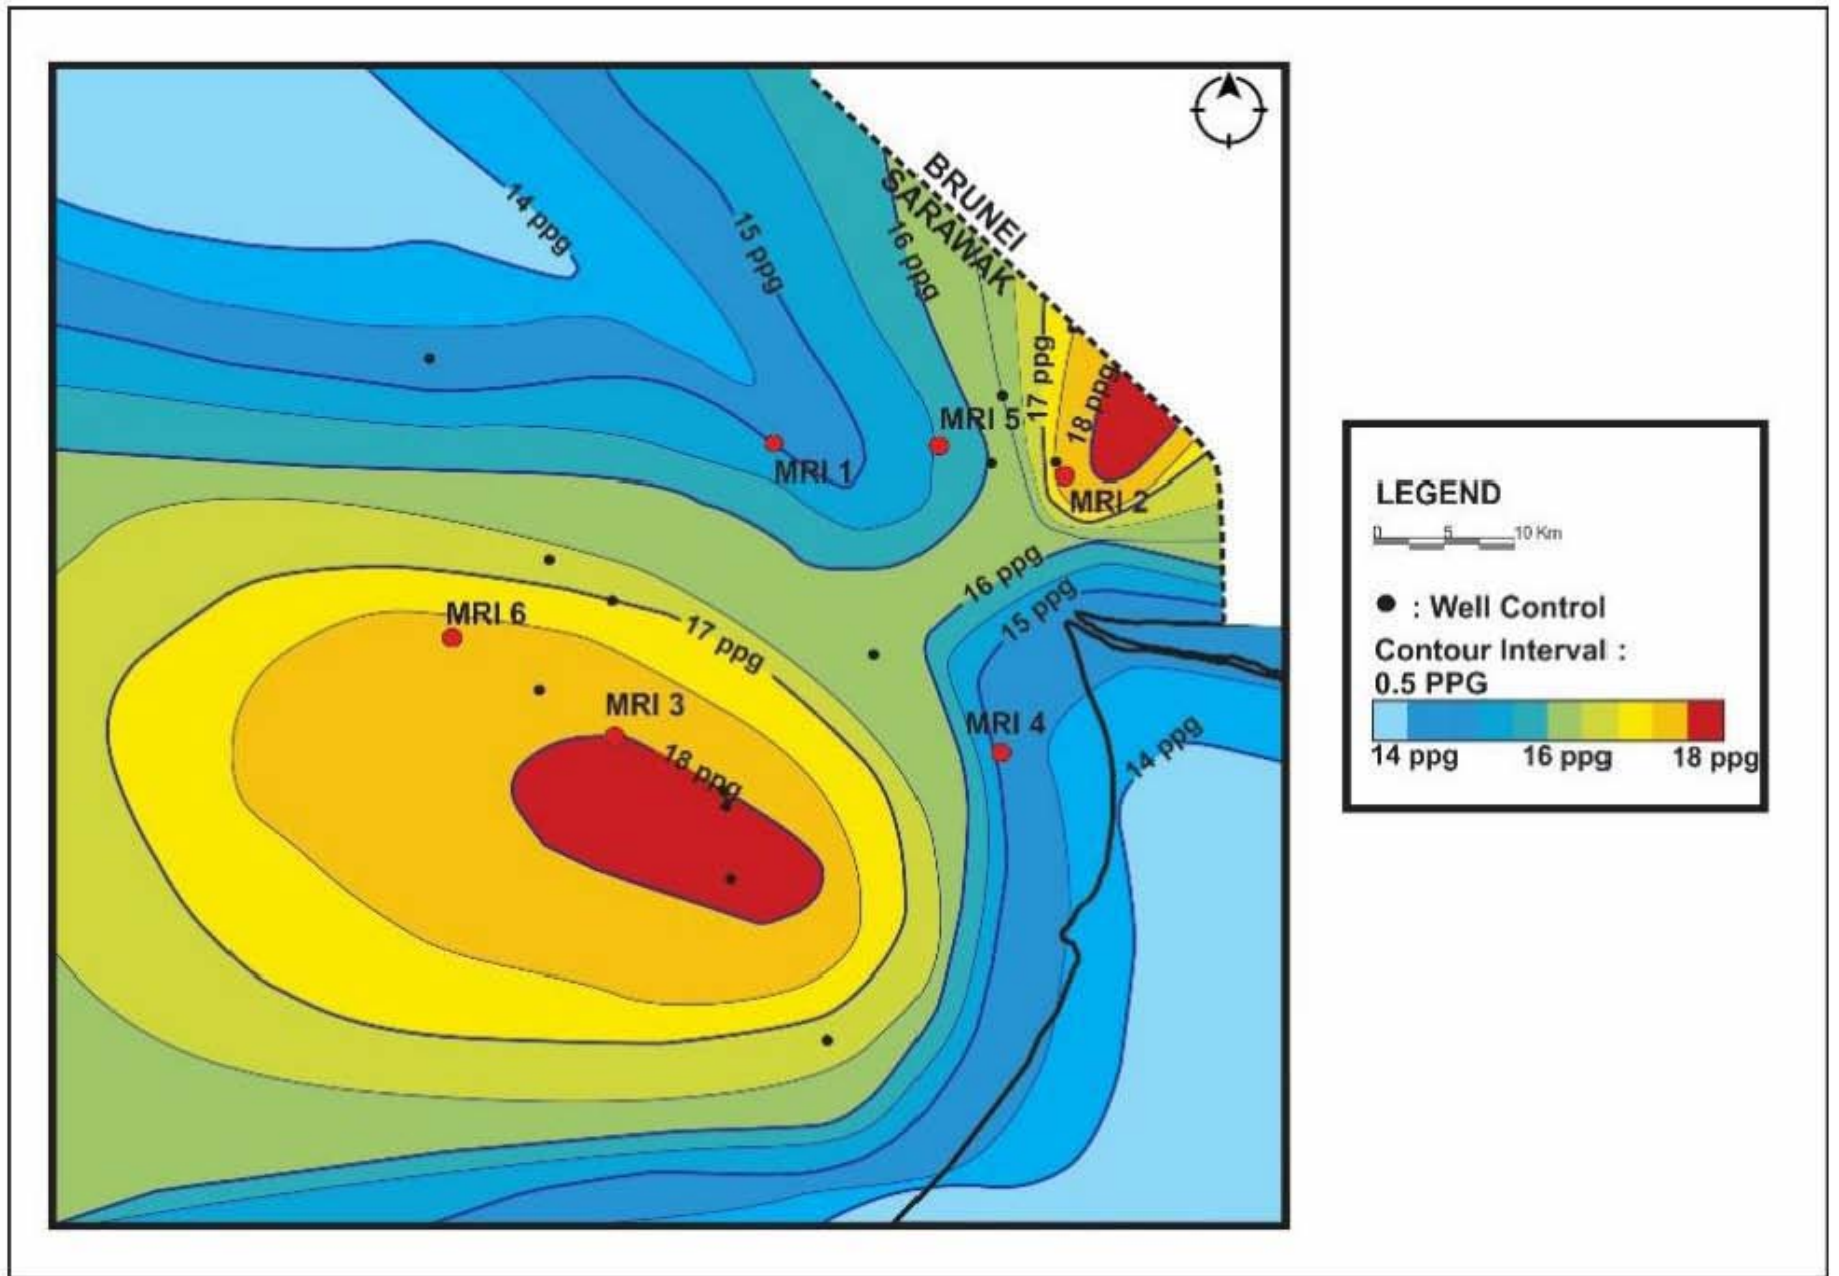 BRUNEI
SARAWAK
14 ppg
15 ppg
16 ppg
17 ppg
18 ppg
MRI 5
MRI 1
MRI 2
16 ppg
15 ppg
MRI 6
17 ppg
MRI 3
18 ppg
MRI 4
14 ppg
LEGEND
0 5 10 Km
: Well Control
Contour Interval :
0.5 PPG
14 ppg 16 ppg 18 ppg